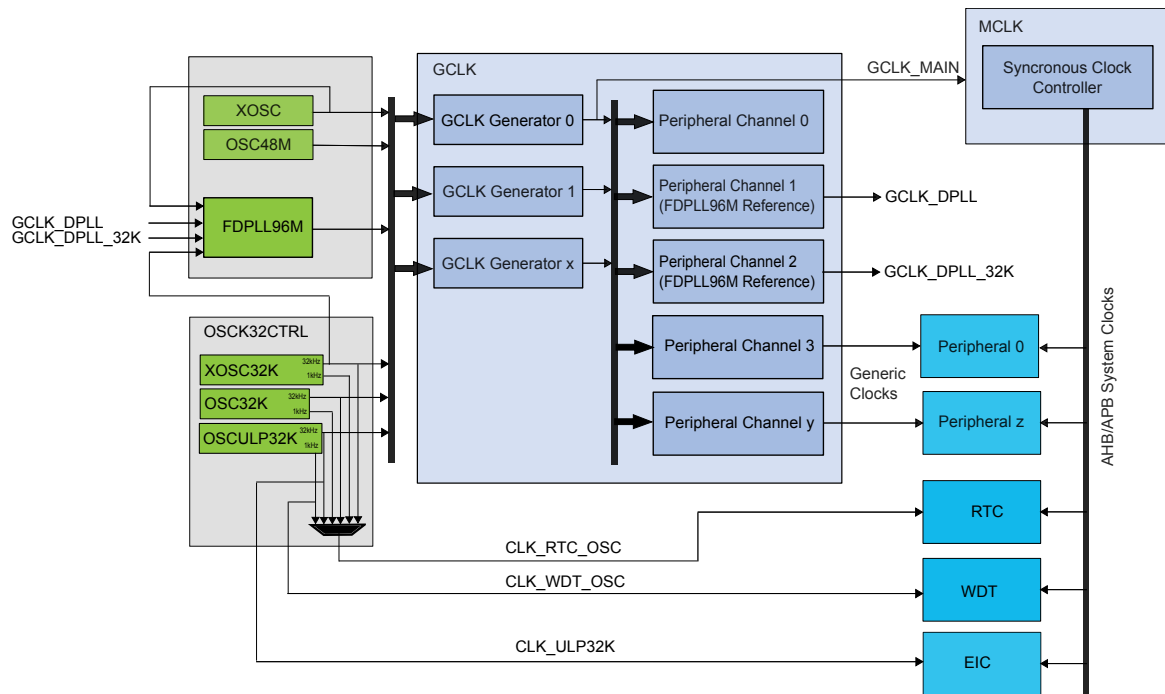 MCLK
Syncronous Clock
Controller
GCLK_MAIN
GCLK
XOSC
OSC48M
FDPLL96M
GCLK_DPLL
GCLK_DPLL_32K
GCLK Generator 0
GCLK Generator 1
GCLK Generator x
Peripheral Channel 0
Peripheral Channel 1
(FDPLL96M Reference)
GCLK_DPLL
Peripheral Channel 2
(FDPLL96M Reference)
GCLK_DPLL_32K
Peripheral Channel 3
Peripheral Channel y
Generic
Clocks
Peripheral 0
Peripheral z
AHB/APB System Clocks
OSCK32CTRL
XOSC32K
32kHz
1kHz
OSC32K
32kHz
1kHz
OSCULP32K
32kHz
1kHz
RTC
CLK_RTC_OSC
WDT
CLK_WDT_OSC
EIC
CLK_ULP32K